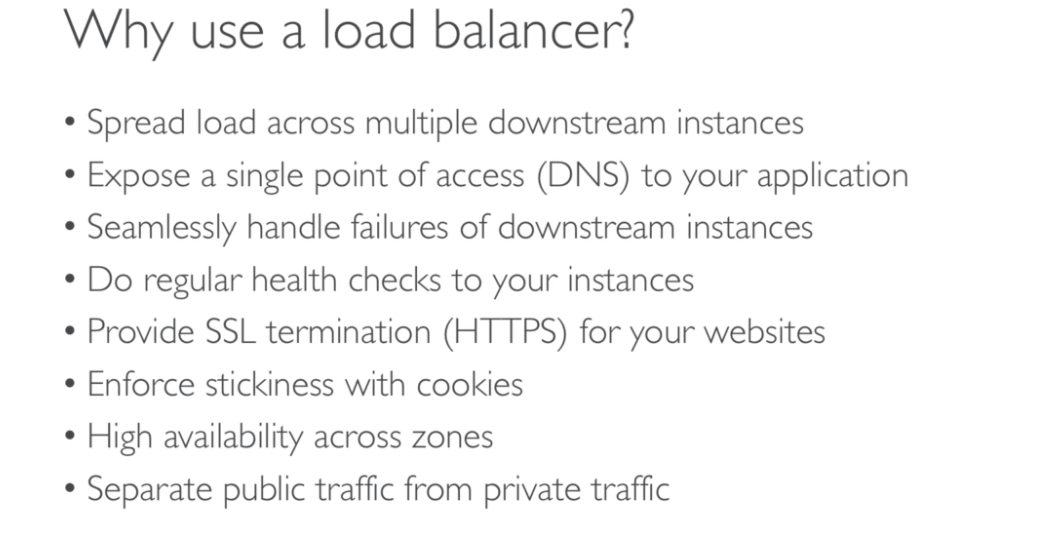 Why use a load balancer?
• Spread load across multiple downstream instances
• Expose a single point of access (DNS) to your application
• Seamlessly handle failures of downstream instances
• Do regular health checks to your instances
• Provide SSL termination (HTTPS) for your websites
• Enforce stickiness with cookies
• High availability across zones
• Separate public traffic from private traffic